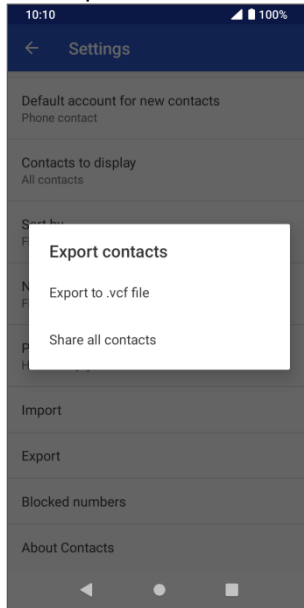 10:10 100%
Settings
Default account for new contacts
Phone contact
Contacts to display
All contacts
Export contacts
Export to .vcf file
Share all contacts
Import
Export
Blocked numbers
About Contacts